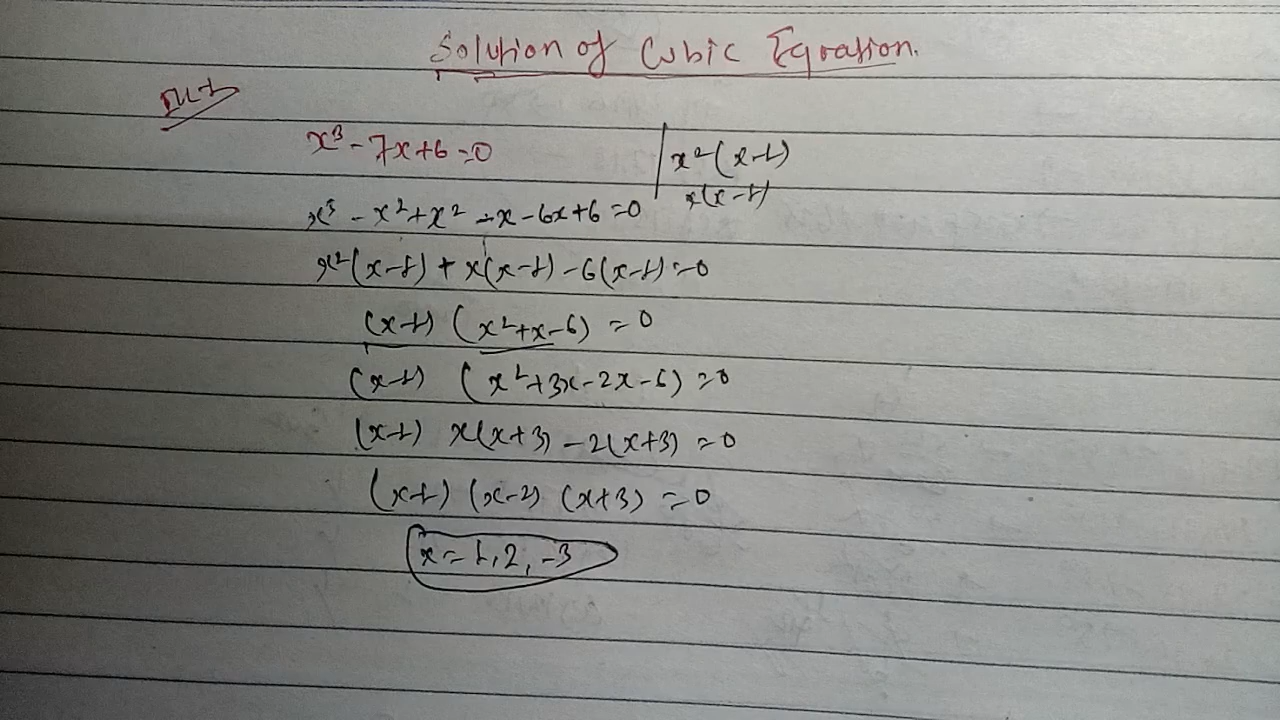 Solution of Cubic Equation.
Ill-1
x³ - 7x + 6 = 0
x²(x-1)
x(x-1)
x³ - x² + x² - x - 6x + 6 = 0
x²(x-1) + x(x-1) - 6(x-1) = 0
(x-1) (x²+x-6) = 0
(x-1) (x²+3x-2x-6) = 0
(x-1) x(x+3) - 2(x+3) = 0
(x-1) (x-2) (x+3) = 0
x = 1, 2, -3